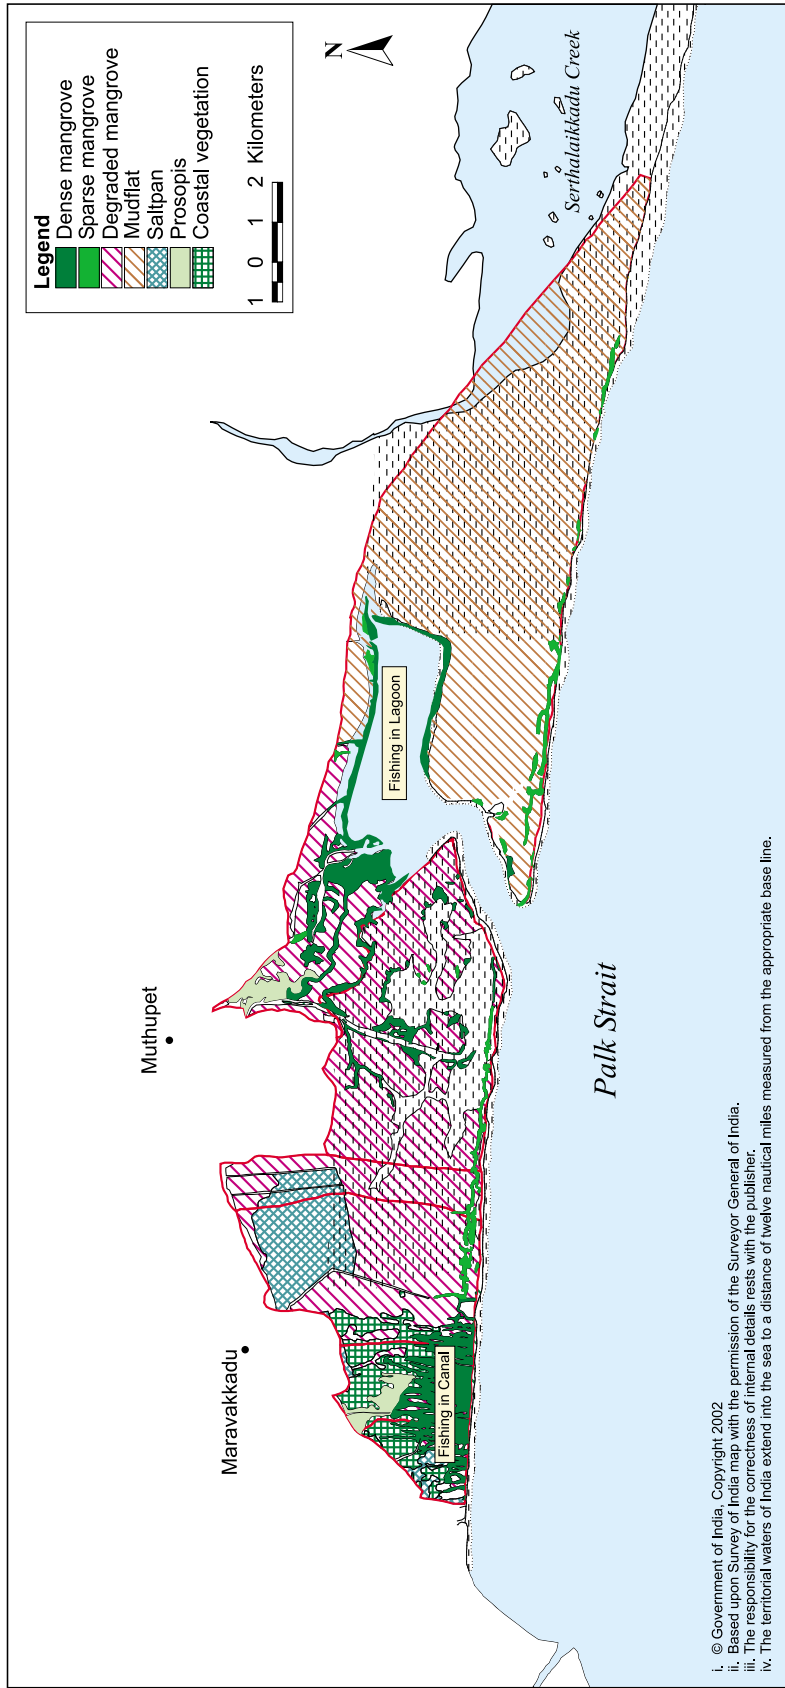 Legend
Dense mangrove
Sparse mangrove
Degraded mangrove
Mudflat
Saltpan
Prosopis
Coastal vegetation
1 0 1 2 Kilometers
N
Serthalaikkadu Creek
Muthupet
Maravakkadu
Fishing in Lagoon
Fishing in Canal
Palk Strait
i. © Government of India, Copyright 2002
ii. Based upon Survey of India map with the permission of the Surveyor General of India.
iii. The responsibility for the correctness of internal details rests with the publisher.
iv. The territorial waters of India extend into the sea to a distance of twelve nautical miles measured from the appropriate base line.